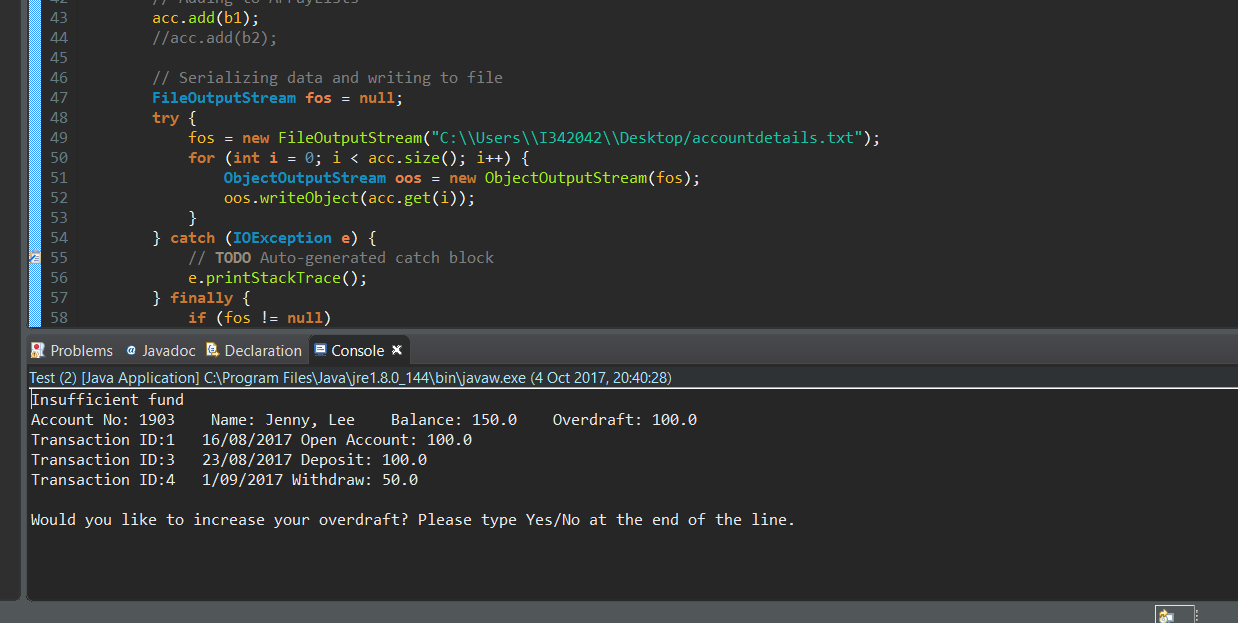 42 // Adding to ArrayLists
43 acc.add(b1);
44 //acc.add(b2);
45
46 // Serializing data and writing to file
47 FileOutputStream fos = null;
48 try {
49 fos = new FileOutputStream("C:\\Users\\I342042\\Desktop/accountdetails.txt");
50 for (int i = 0; i < acc.size(); i++) {
51 ObjectOutputStream oos = new ObjectOutputStream(fos);
52 oos.writeObject(acc.get(i));
53 }
54 } catch (IOException e) {
55 // TODO Auto-generated catch block
56 e.printStackTrace();
57 } finally {
58 if (fos != null)
Problems @ Javadoc Declaration Console
Test (2) [Java Application] C:\Program Files\Java\jre1.8.0_144\bin\javaw.exe (4 Oct 2017, 20:40:28)
Insufficient fund
Account No: 1903 Name: Jenny, Lee Balance: 150.0 Overdraft: 100.0
Transaction ID:1 16/08/2017 Open Account: 100.0
Transaction ID:3 23/08/2017 Deposit: 100.0
Transaction ID:4 1/09/2017 Withdraw: 50.0
Would you like to increase your overdraft? Please type Yes/No at the end of the line.